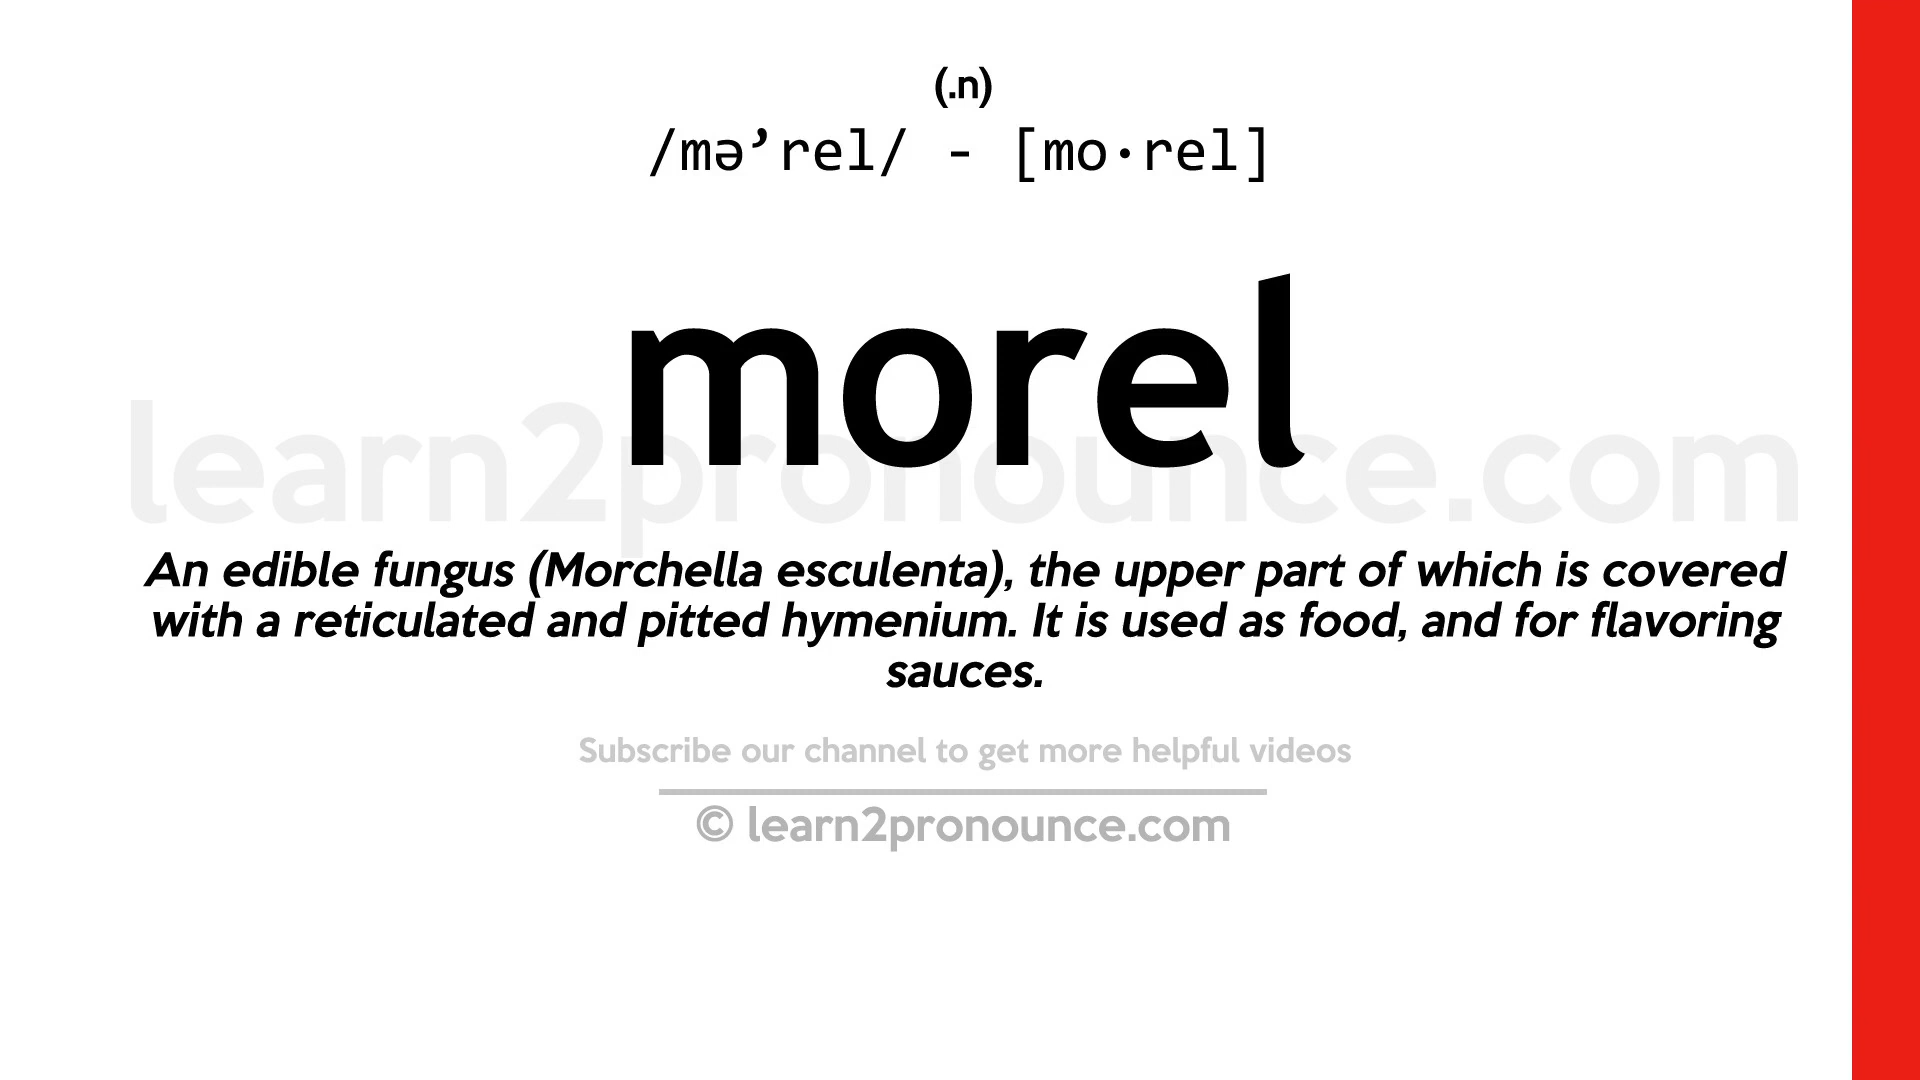 (.n)
/mə’rel/ - [mo·rel]
morel
learn2pronounce.com
An edible fungus (Morchella esculenta), the upper part of which is covered
with a reticulated and pitted hymenium. It is used as food, and for flavoring
sauces.
Subscribe our channel to get more helpful videos
© learn2pronounce.com